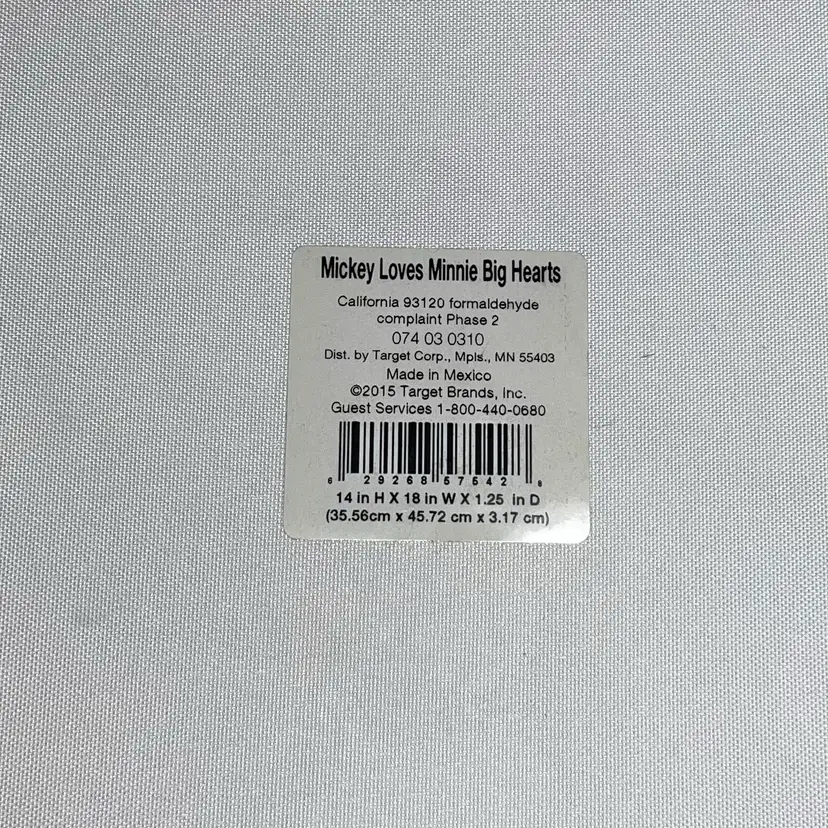 Mickey Loves Minnie Big Hearts
California 93120 formaldehyde
complaint Phase 2
074 03 0310
Dist. by Target Corp., Mpls., MN 55403
Made in Mexico
©2015 Target Brands, Inc.
Guest Services 1-800-440-0680
6 29268 57542 8
14 in H X 18 in W X 1.25 in D
(35.56cm x 45.72 cm x 3.17 cm)